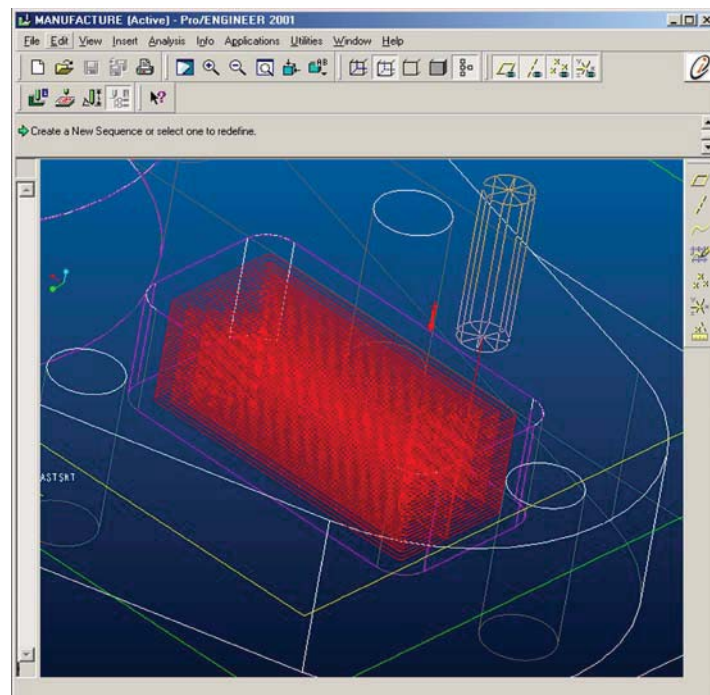 MANUFACTURE (Active) - Pro/ENGINEER 2001
File Edit View Insert Analysis Info Applications Utilities Window Help
Create a New Sequence or select one to redefine.